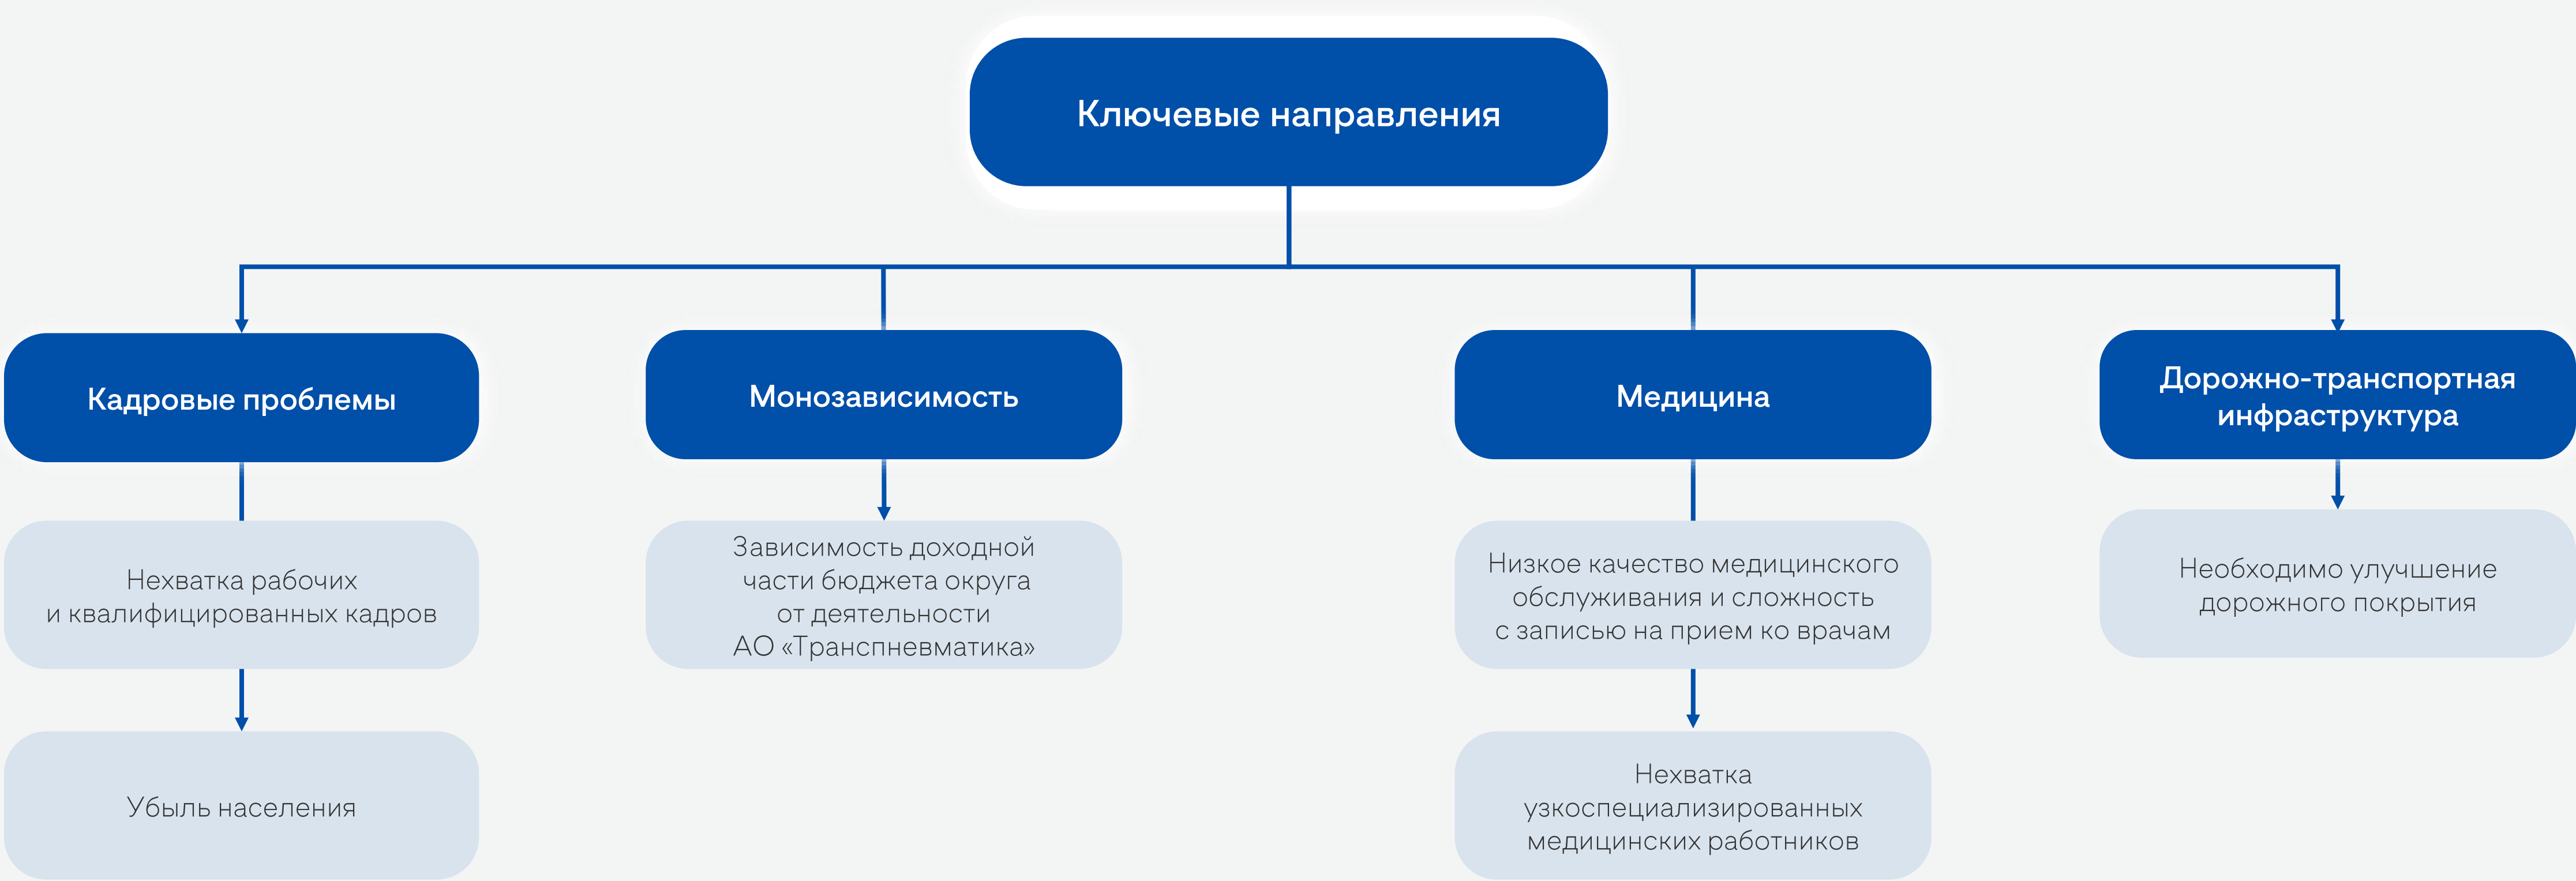 Ключевые направления
Кадровые проблемы
Монозависимость
Медицина
Дорожно-транспортная
инфраструктура
Нехватка рабочих
и квалифицированных кадров
Зависимость доходной
части бюджета округа
от деятельности
АО «Транспневматика»
Низкое качество медицинского
обслуживания и сложность
с записью на прием ко врачам
Необходимо улучшение
дорожного покрытия
Убыль населения
Нехватка
узкоспециализированных
медицинских работников